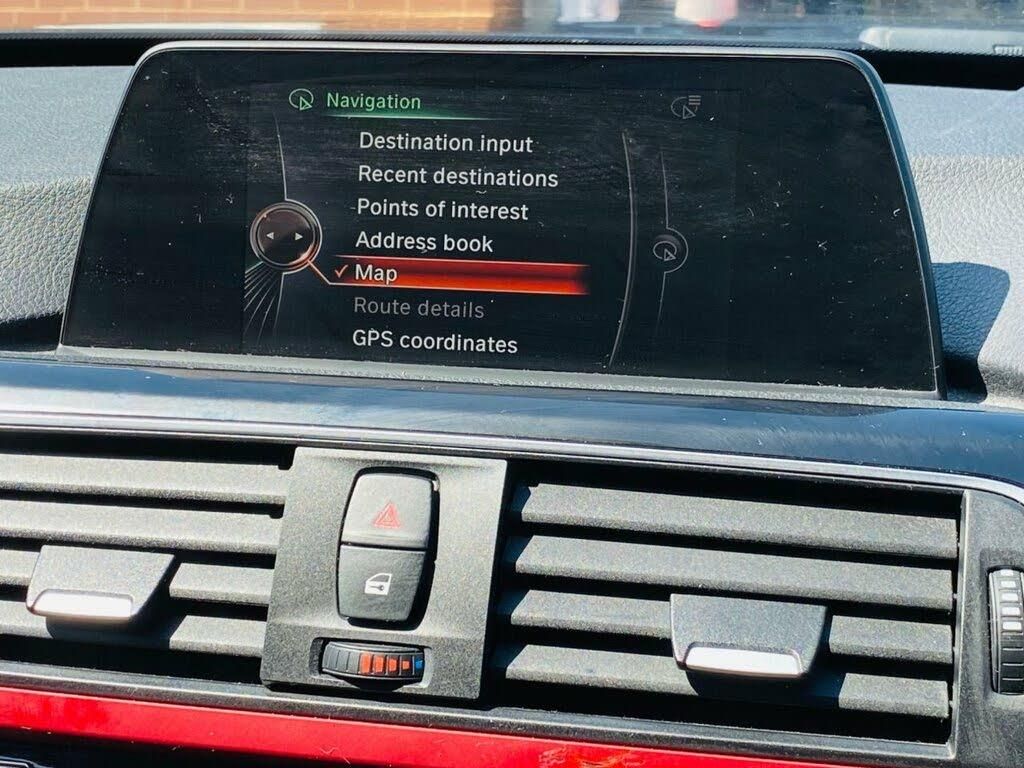 Navigation
Destination input
Recent destinations
Points of interest
Address book
Map
Route details
GPS coordinates